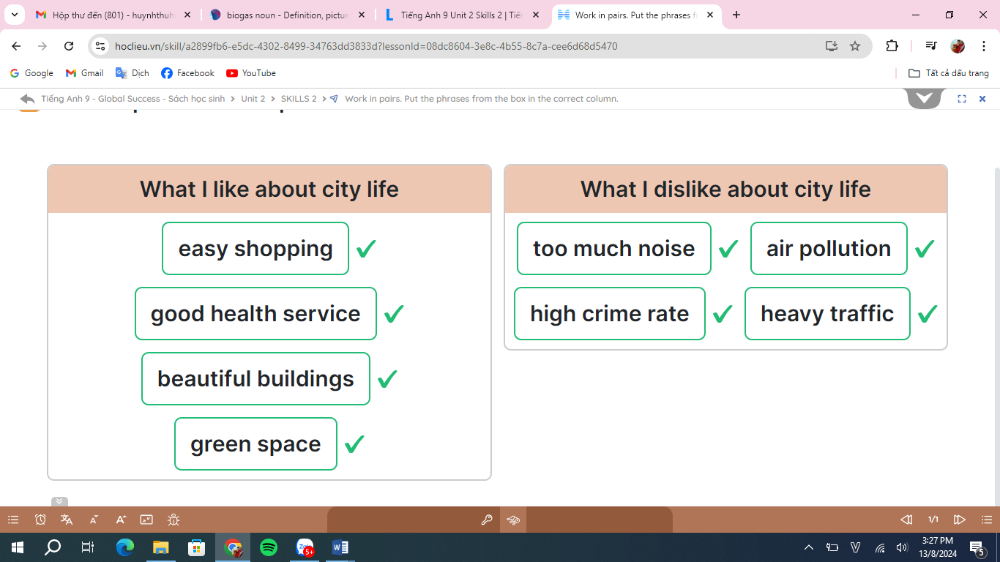 Hộp thư đến (801) - huynhthuh
biogas noun - Definition, pictur
Tiếng Anh 9 Unit 2 Skills 2 | Tiế
Work in pairs. Put the phrases f
hoclieu.vn/skill/a2899fb6-e5dc-4302-8499-34763dd3833d?lessonId=08dc8604-3e8c-4b55-8c7a-cee6d68d5470
Google Gmail Dịch Facebook YouTube Tất cả dấu trang
Tiếng Anh 9 - Global Success - Sách học sinh > Unit 2 > SKILLS 2 > Work in pairs. Put the phrases from the box in the correct column.
What I like about city life
easy shopping
good health service
beautiful buildings
green space
What I dislike about city life
too much noise air pollution
high crime rate heavy traffic
1/1
3:27 PM
13/8/2024
5+
5